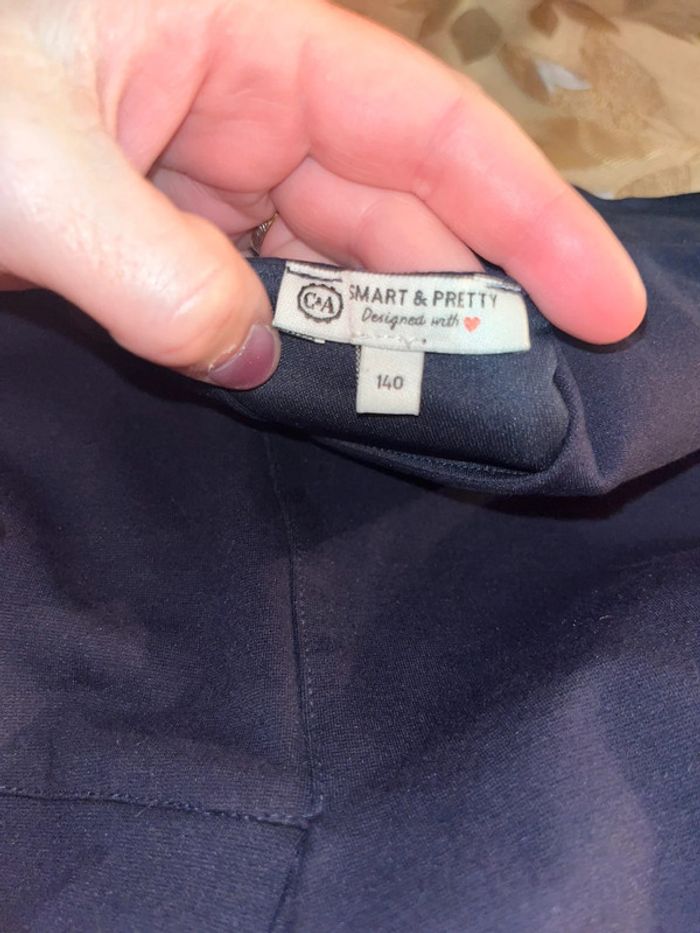 C&A
SMART & PRETTY
Designed with ❤
140